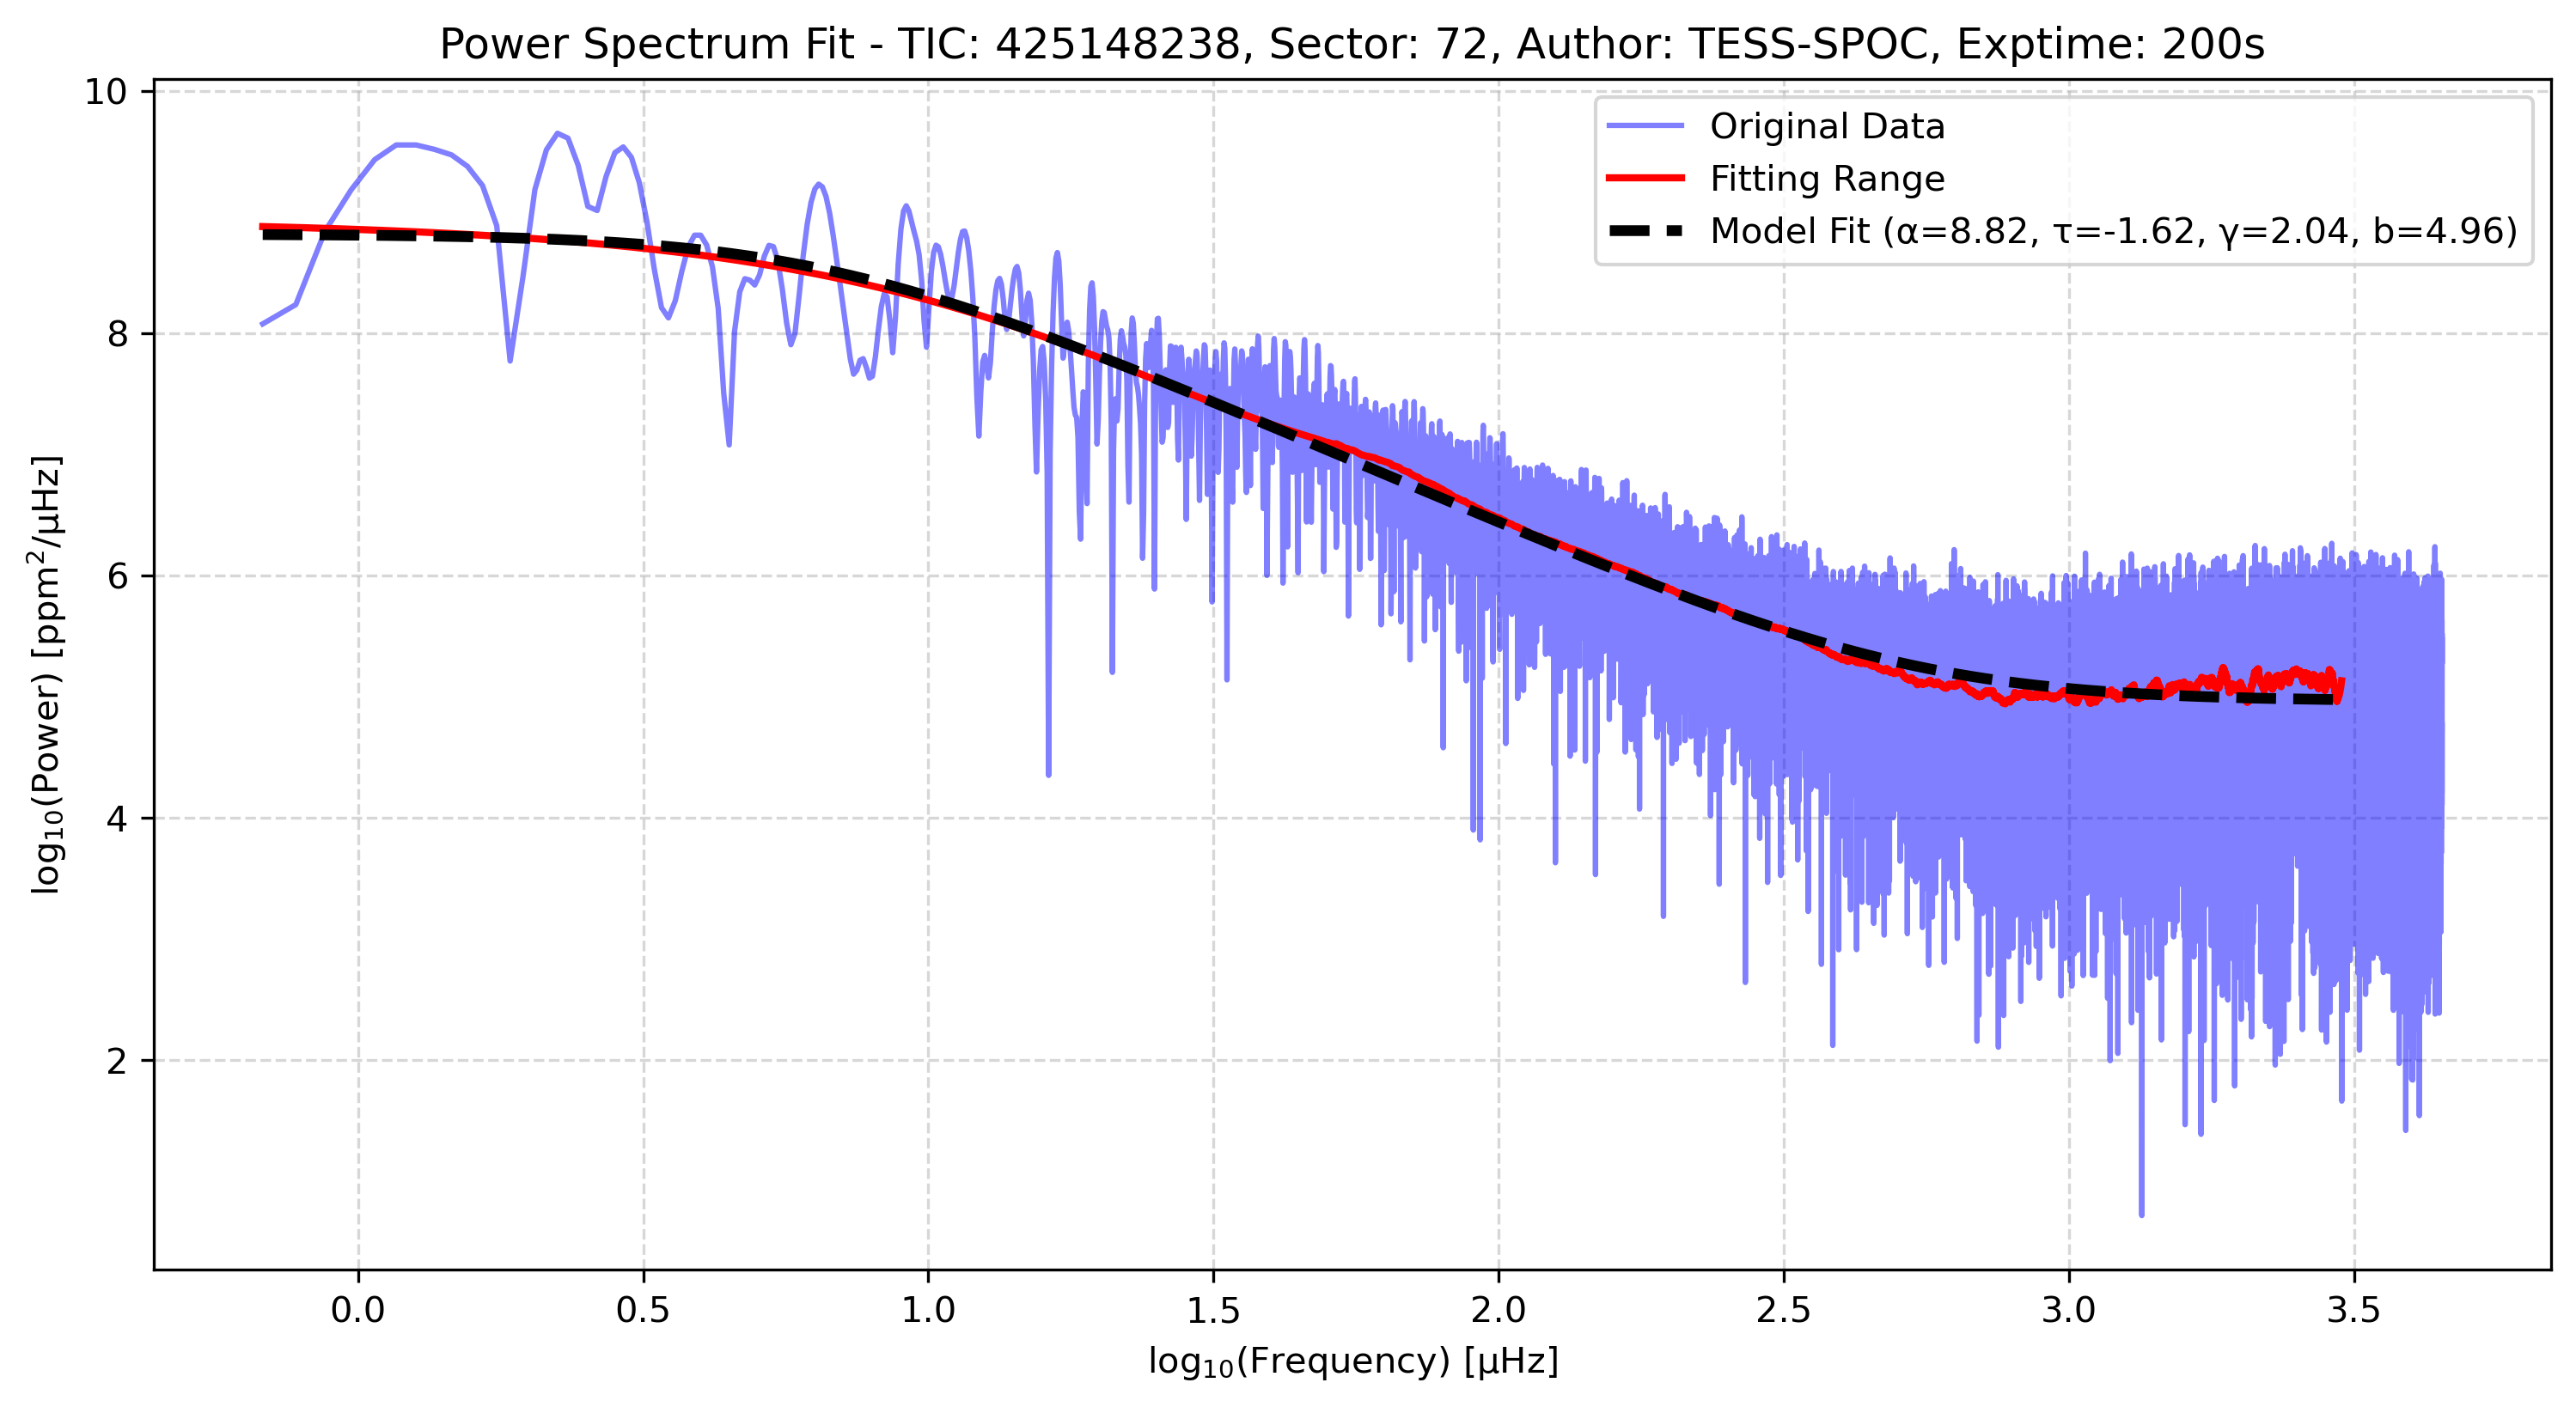 Power Spectrum Fit - TIC: 425148238, Sector: 72, Author: TESS-SPOC, Exptime: 200s
10
8
6
4
2
log₁₀(Power) [ppm²/μHz]
Original Data
Fitting Range
Model Fit (α=8.82, τ=-1.62, γ=2.04, b=4.96)
0.0 0.5 1.0 1.5 2.0 2.5 3.0 3.5
log₁₀(Frequency) [μHz]